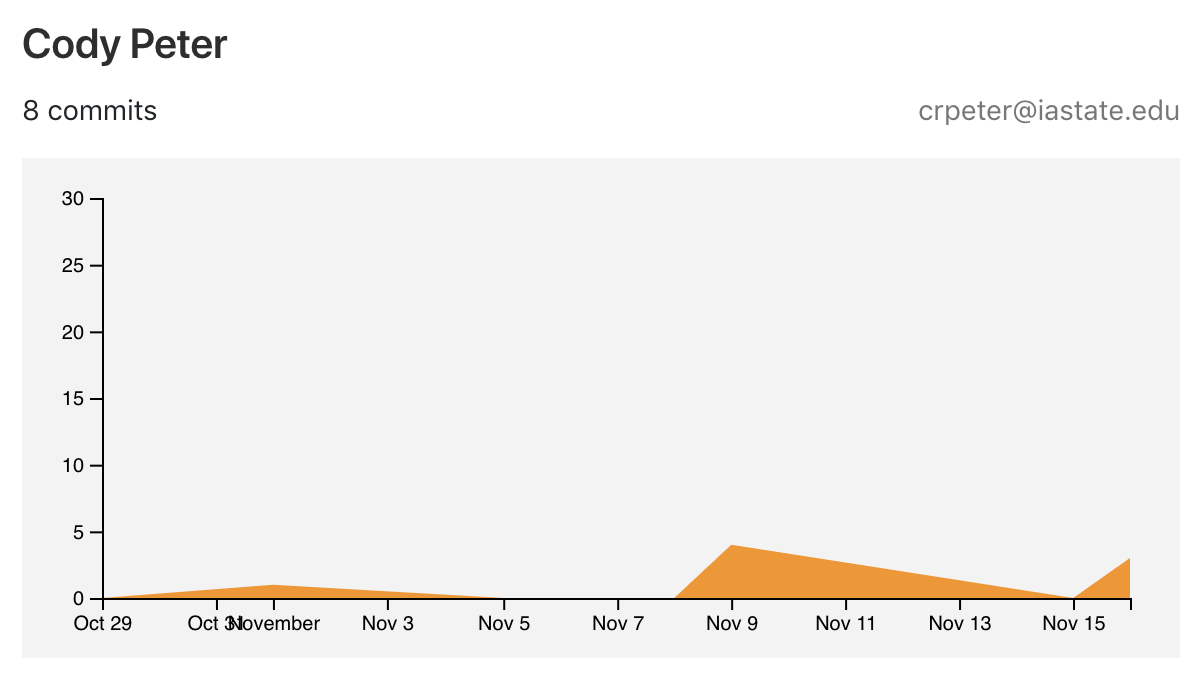 Cody Peter
8 commits
crpeter@iastate.edu
30
25
20
15
10
5
0
Oct 29 Oct 31 November Nov 3 Nov 5 Nov 7 Nov 9 Nov 11 Nov 13 Nov 15